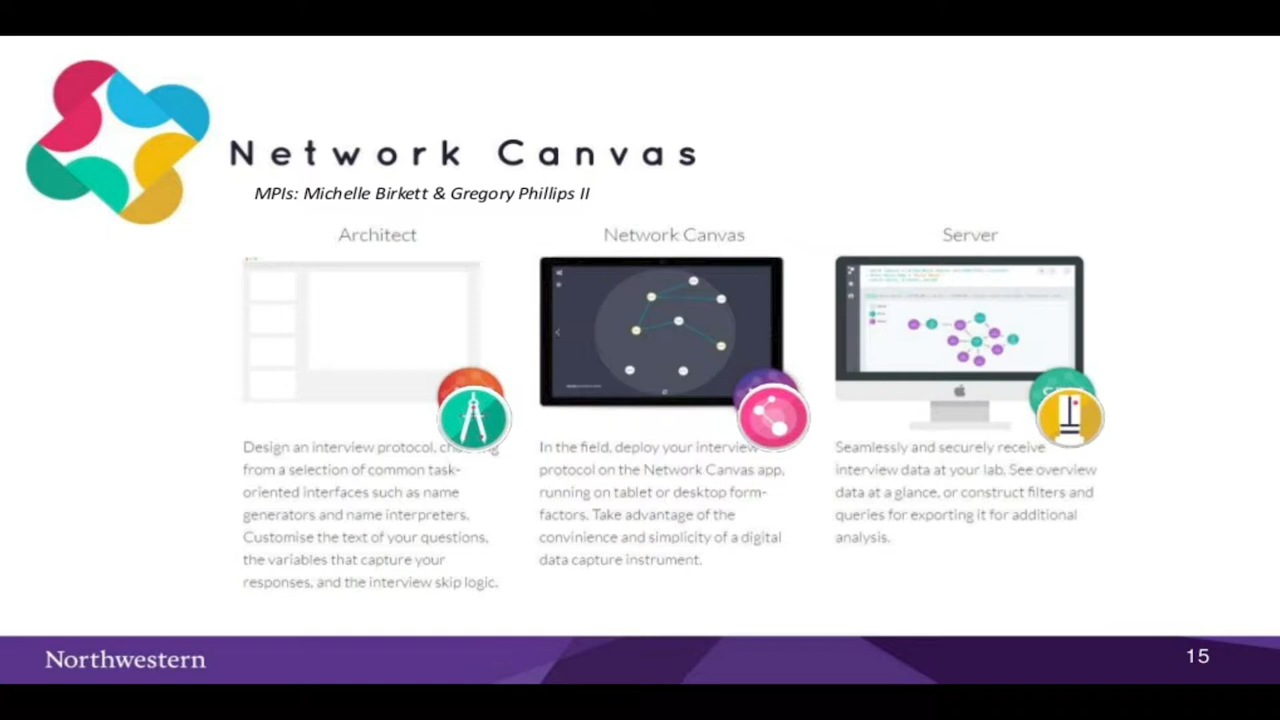 Network Canvas
MPIs: Michelle Birkett & Gregory Phillips II
Architect
Design an interview protocol,
from a selection of common task-
oriented interfaces such as name
generators and name interpreters.
Customise the text of your questions,
the variables that capture your
responses, and the interview skip logic.
Network Canvas
In the field, deploy your interview
protocol on the Network Canvas app,
running on tablet or desktop form-
factors. Take advantage of the
convinience and simplicity of a digital
data capture instrument.
Server
Seamlessly and securely receive
interview data at your lab. See overview
data at a glance, or construct filters and
queries for exporting it for additional
analysis.
Northwestern
15